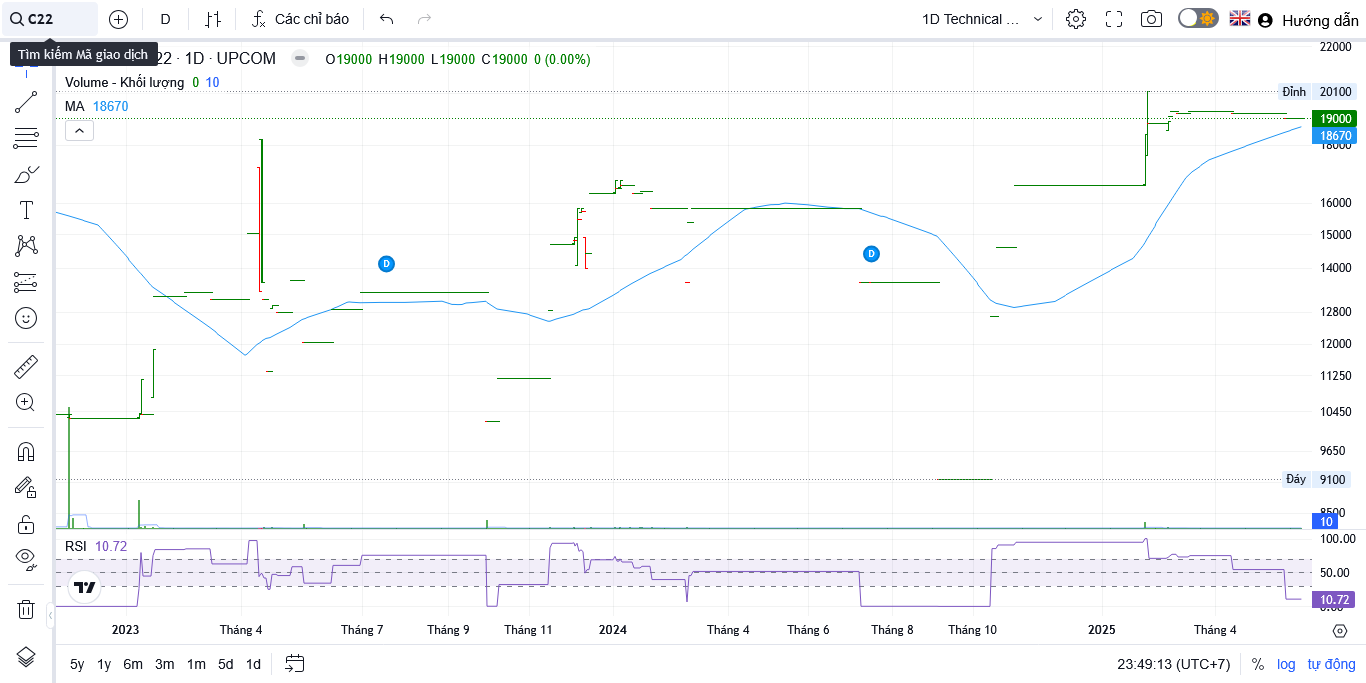 C22 D Các chỉ báo 1D Technical ... Hướng dẫn
Tìm kiếm Mã giao dịch
22 · 1D · UPCOM O19000 H19000 L19000 C19000 0 (0.00%)
Volume - Khối lượng 0 10
MA 18670
22000
Đỉnh 20100
19000
18670
18000
16000
15000
14000
12800
12000
11250
10450
9650
Đáy 9100
8500
10
D
D
RSI 10.72
100.00
50.00
10.72
0.00
2023 Tháng 4 Tháng 7 Tháng 9 Tháng 11 2024 Tháng 4 Tháng 6 Tháng 8 Tháng 10 2025 Tháng 4
5y 1y 6m 3m 1m 5d 1d 23:49:13 (UTC+7) % log tự động